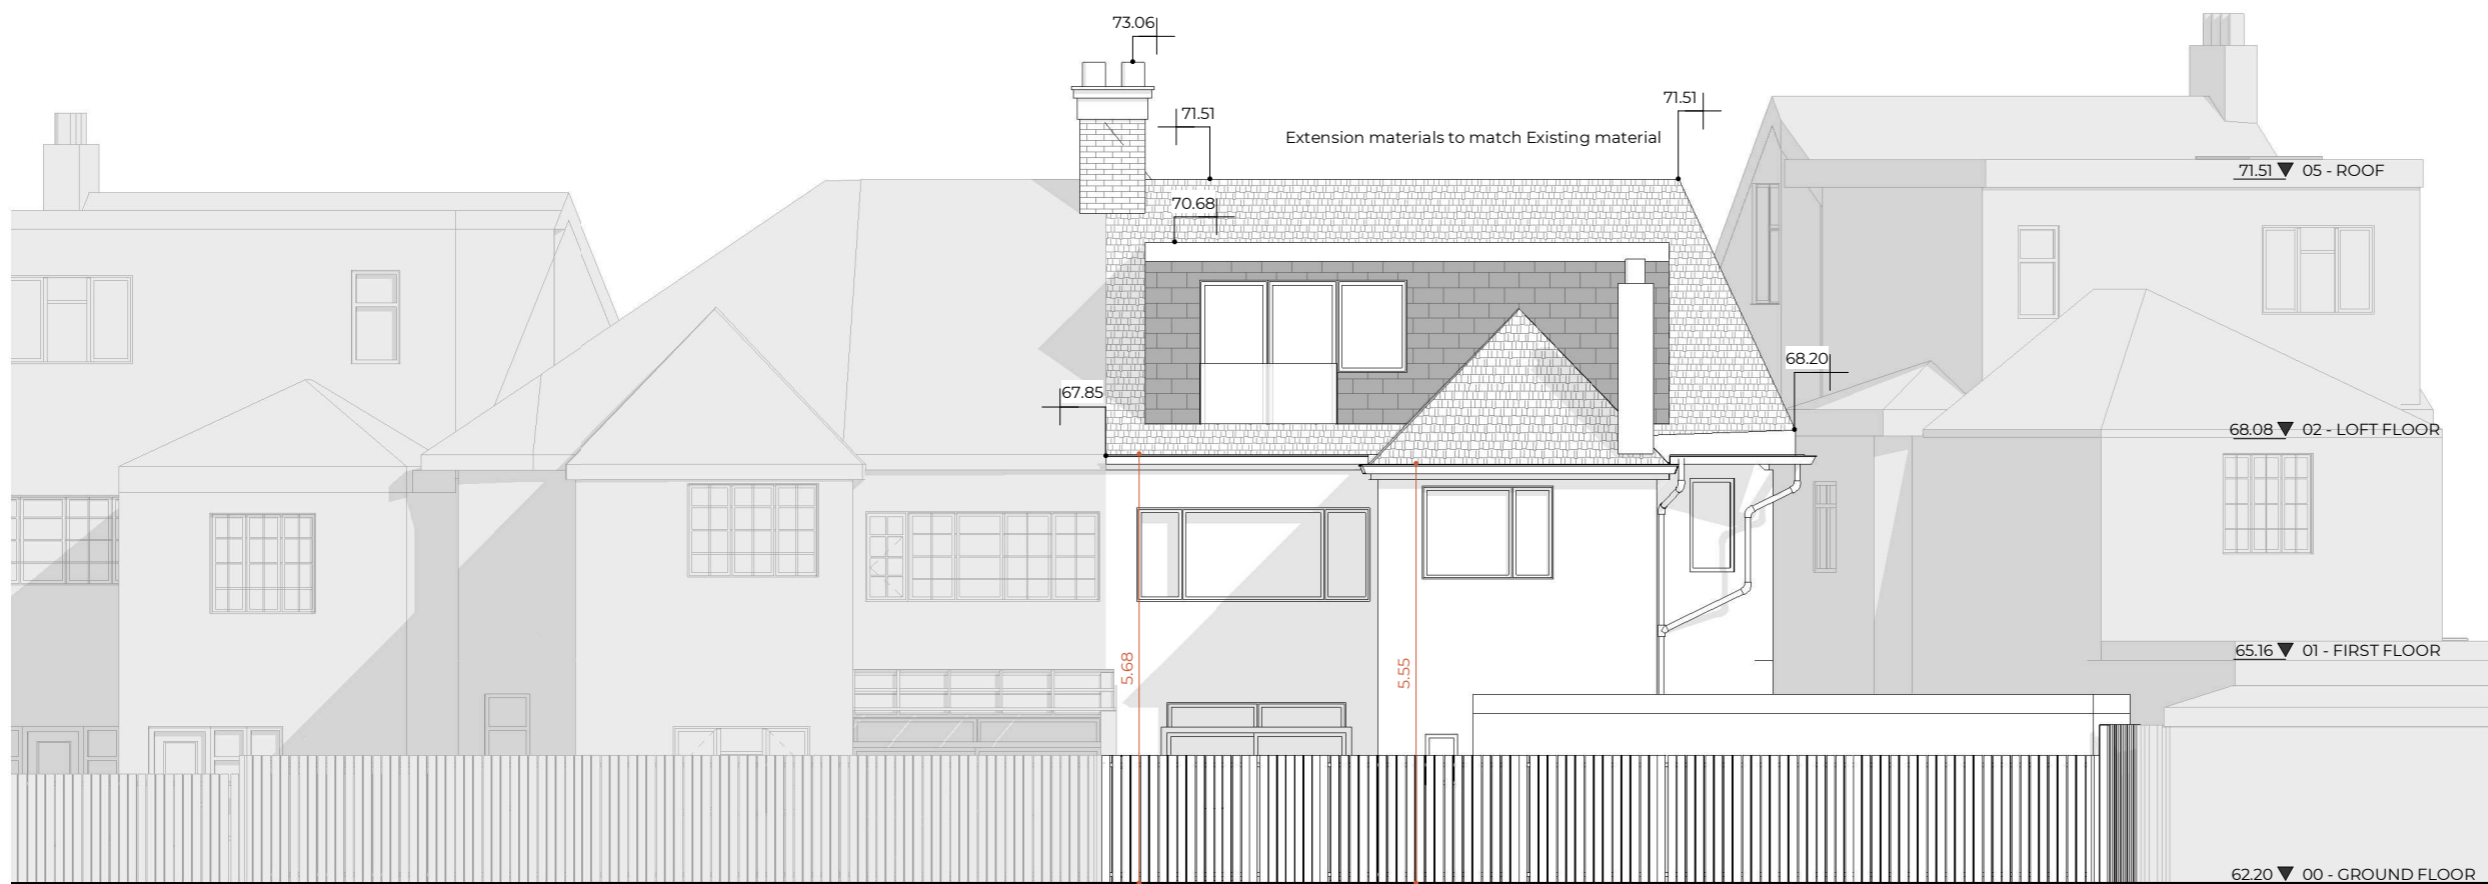 73.06
71.51
71.51
Extension materials to match Existing material
71.51 05 - ROOF
70.68
68.20
67.85
68.08 02 - LOFT FLOOR
5.68
5.55
65.16 01 - FIRST FLOOR
62.20 00 - GROUND FLOOR